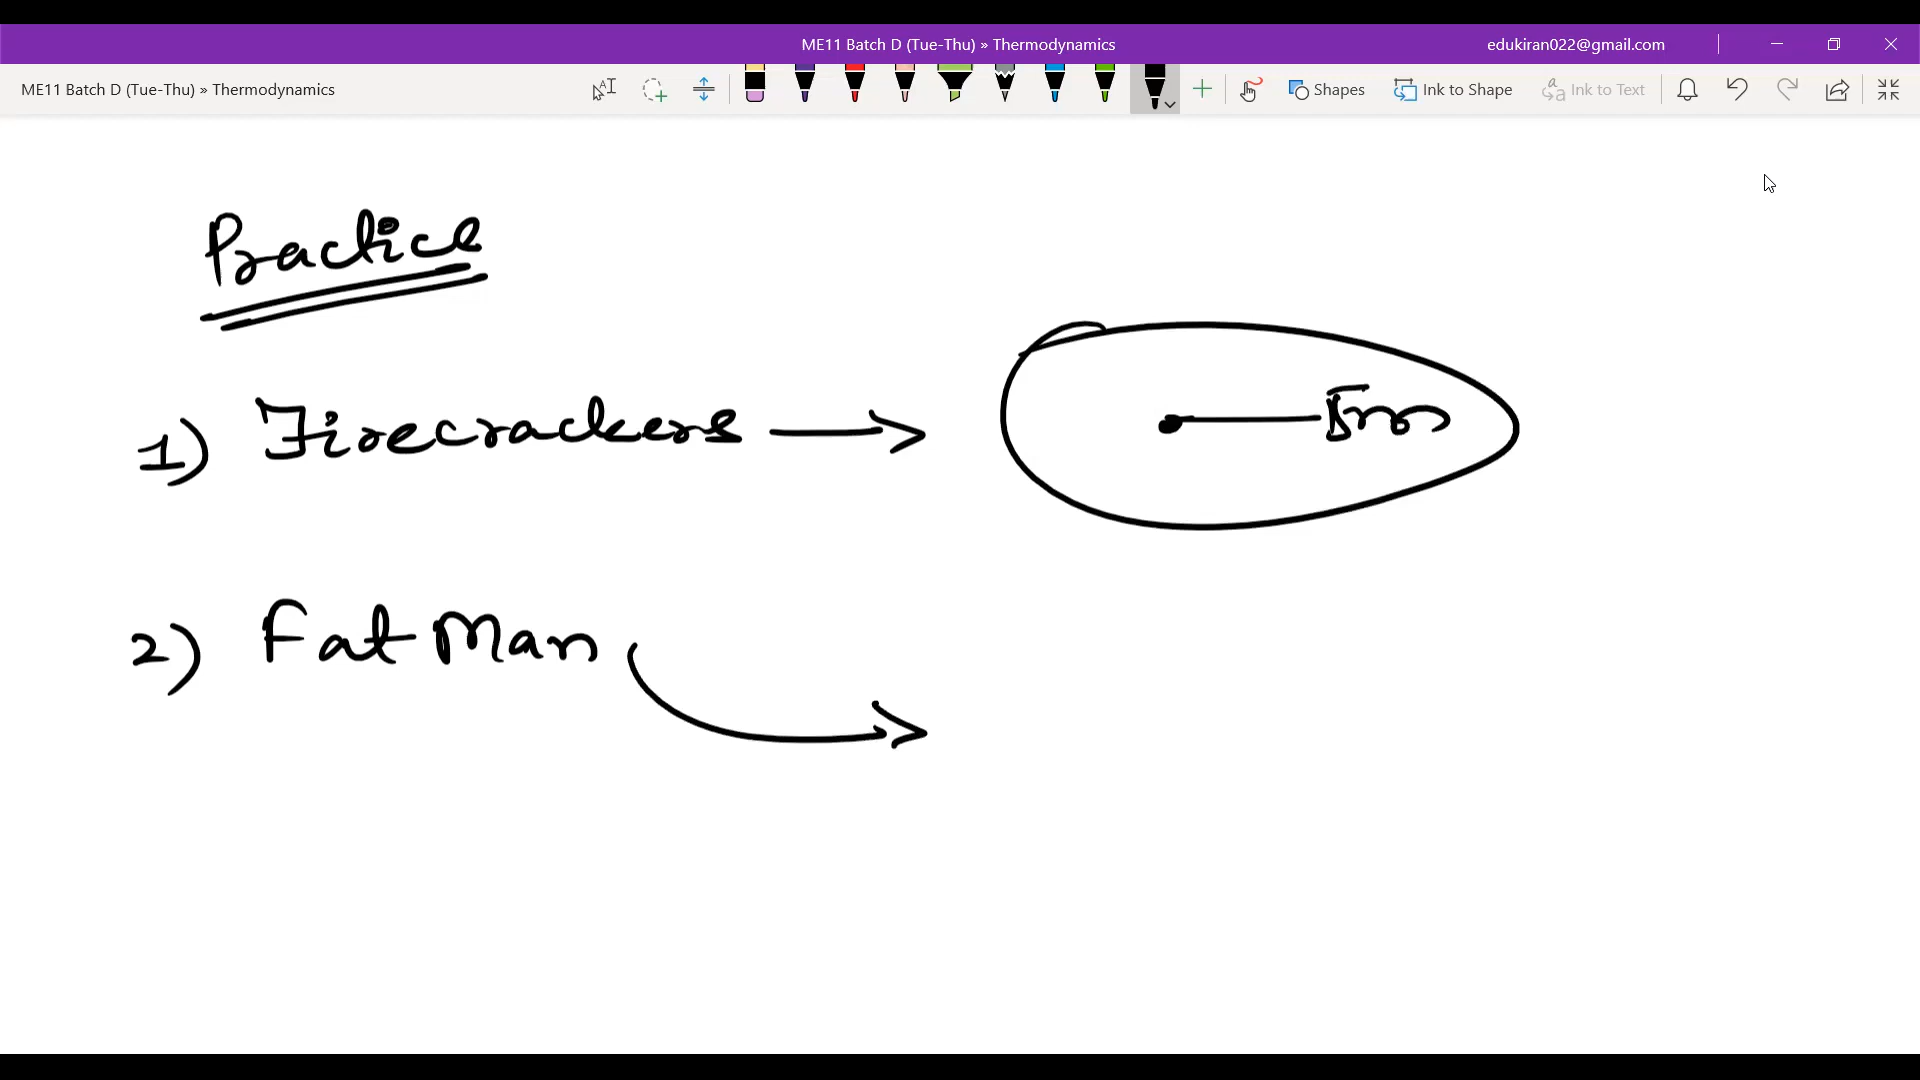 ME11 Batch D (Tue-Thu) » Thermodynamics
edukiran022@gmail.com
ME11 Batch D (Tue-Thu) » Thermodynamics
Shapes
Ink to Shape
Ink to Text
Practice
1) Firecrackers
2) Fat Man